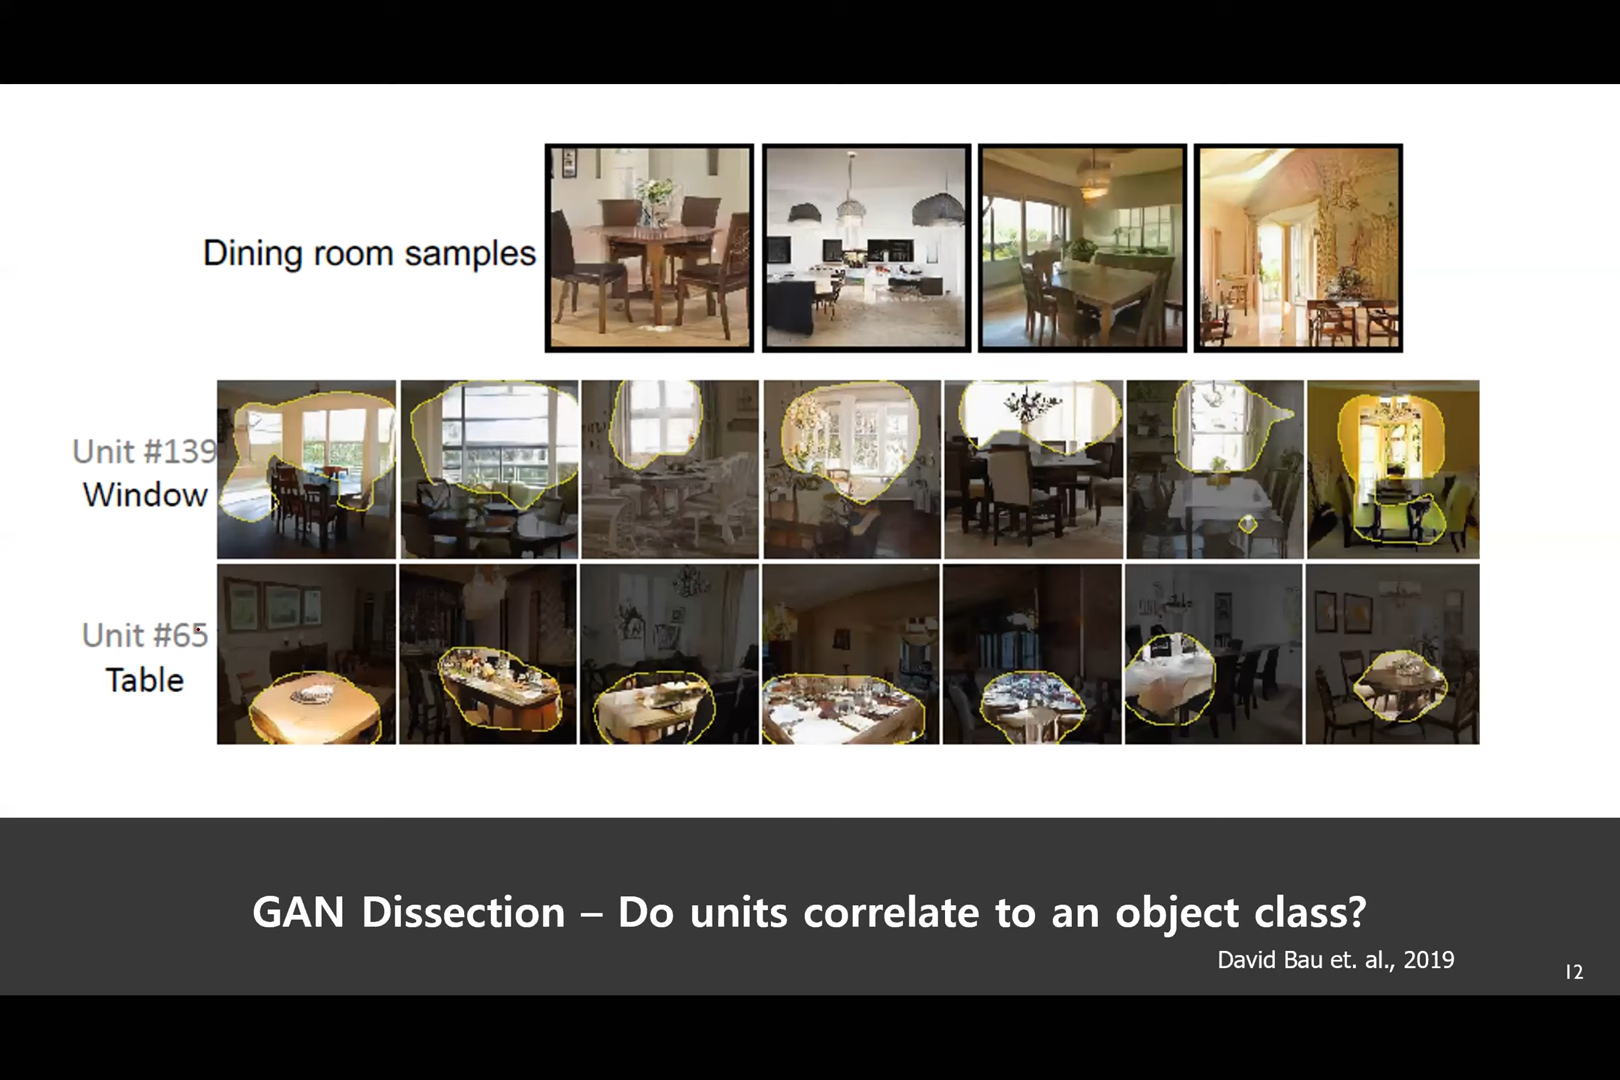 Dining room samples
Unit #139
Window
Unit #65
Table
GAN Dissection – Do units correlate to an object class?
David Bau et. al., 2019
12